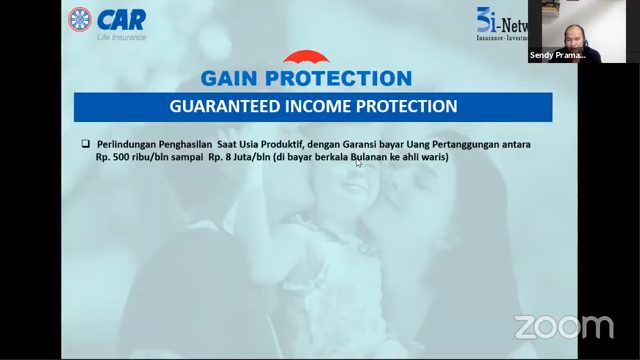 CAR
Life Insurance
3i-Netw
Insurance · Investme
Sendy Prama...
GAIN PROTECTION
GUARANTEED INCOME PROTECTION
❑ Perlindungan Penghasilan Saat Usia Produktif, dengan Garansi bayar Uang Pertanggungan antara
Rp. 500 ribu/bln sampai Rp. 8 Juta/bln (di bayar berkala Bulanan ke ahli waris)
zoom